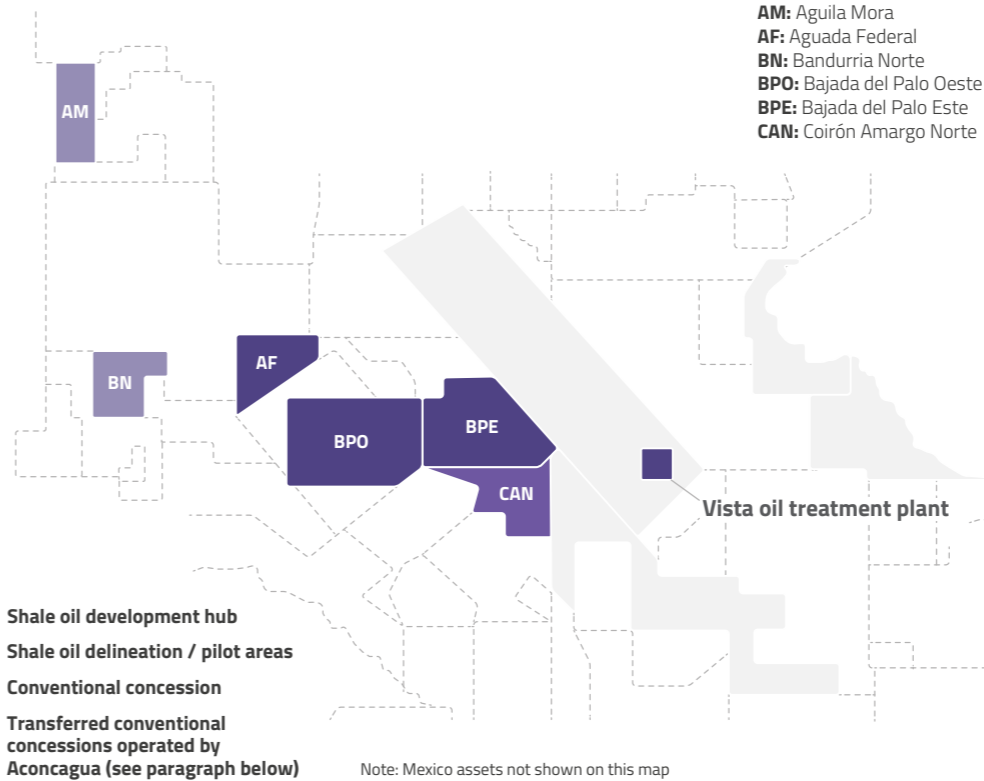 AM: Aguila Mora
AF: Aguada Federal
BN: Bandurria Norte
BPO: Bajada del Palo Oeste
BPE: Bajada del Palo Este
CAN: Coirón Amargo Norte
AM
AF
BN
BPO
BPE
CAN
Vista oil treatment plant
Shale oil development hub
Shale oil delineation / pilot areas
Conventional concession
Transferred conventional
concessions operated by
Aconcagua (see paragraph below)
Note: Mexico assets not shown on this map